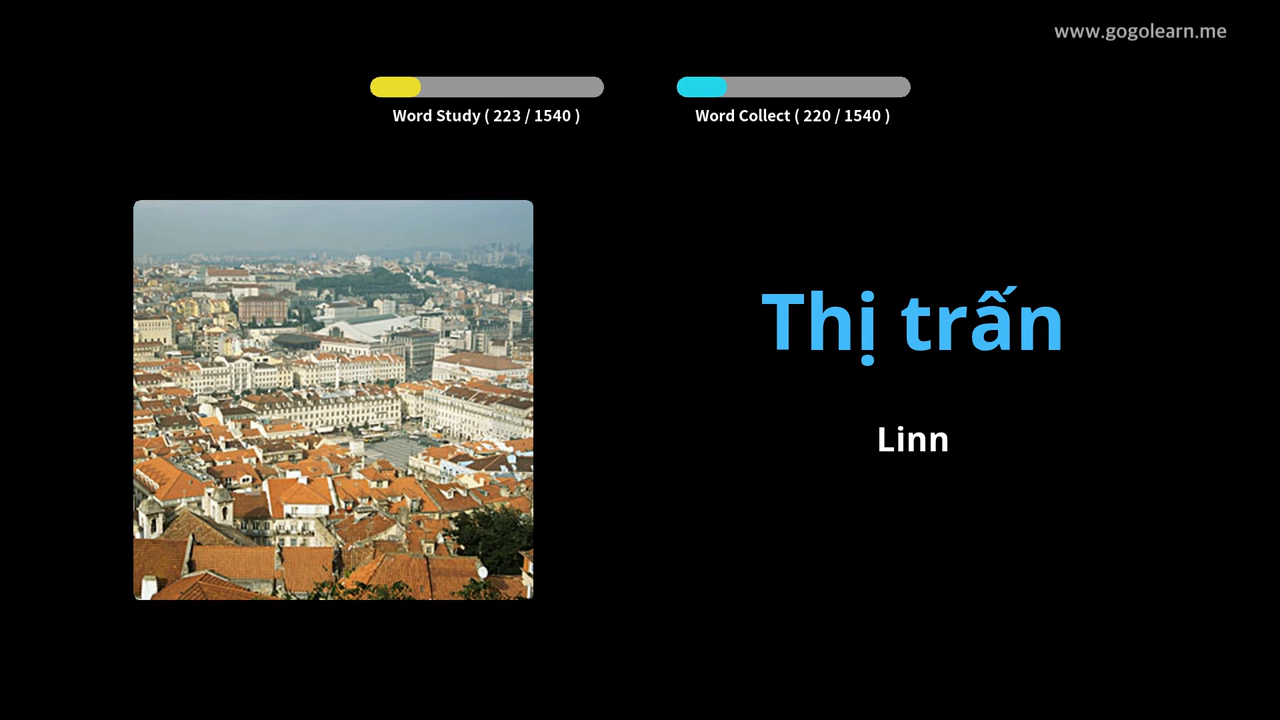 www.gogolearn.me
Word Study ( 223 / 1540 )
Word Collect ( 220 / 1540 )
Thị trấn
Linn